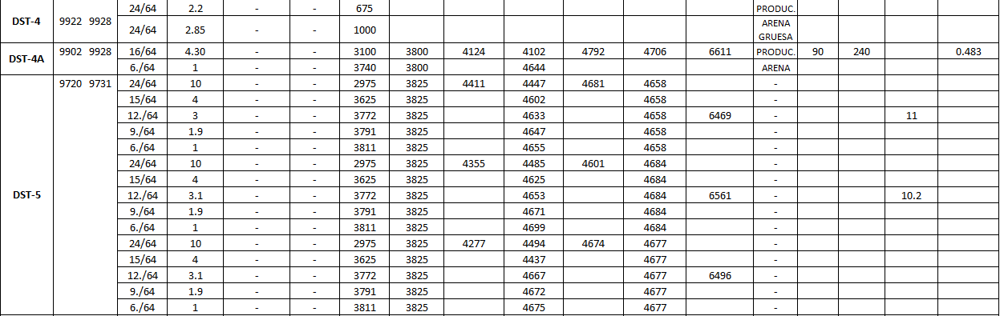 24/64 2.2 - - 675 PRODUC.
DST-4 9922 9928
24/64 2.85 - - 1000 ARENA GRUESA
DST-4A 9902 9928 16/64 4.30 - - 3100 3800 4124 4102 4792 4706 6611 PRODUC. 90 240 0.483
6./64 1 - - 3740 3800 4644 ARENA
9720 9731 24/64 10 - - 2975 3825 4411 4447 4681 4658 -
15/64 4 - - 3625 3825 4602 4658 -
12./64 3 - - 3772 3825 4633 4658 6469 - 11
9./64 1.9 - - 3791 3825 4647 4658 -
6./64 1 - - 3811 3825 4655 4658 -
24/64 10 - - 2975 3825 4355 4485 4601 4684 -
15/64 4 - - 3625 3825 4625 4684 -
DST-5 12./64 3.1 - - 3772 3825 4653 4684 6561 - 10.2
9./64 1.9 - - 3791 3825 4671 4684 -
6./64 1 - - 3811 3825 4699 4684 -
24/64 10 - - 2975 3825 4277 4494 4674 4677 -
15/64 4 - - 3625 3825 4437 4677 -
12./64 3.1 - - 3772 3825 4667 4677 6496 -
9./64 1.9 - - 3791 3825 4672 4677 -
6./64 1 - - 3811 3825 4675 4677 -